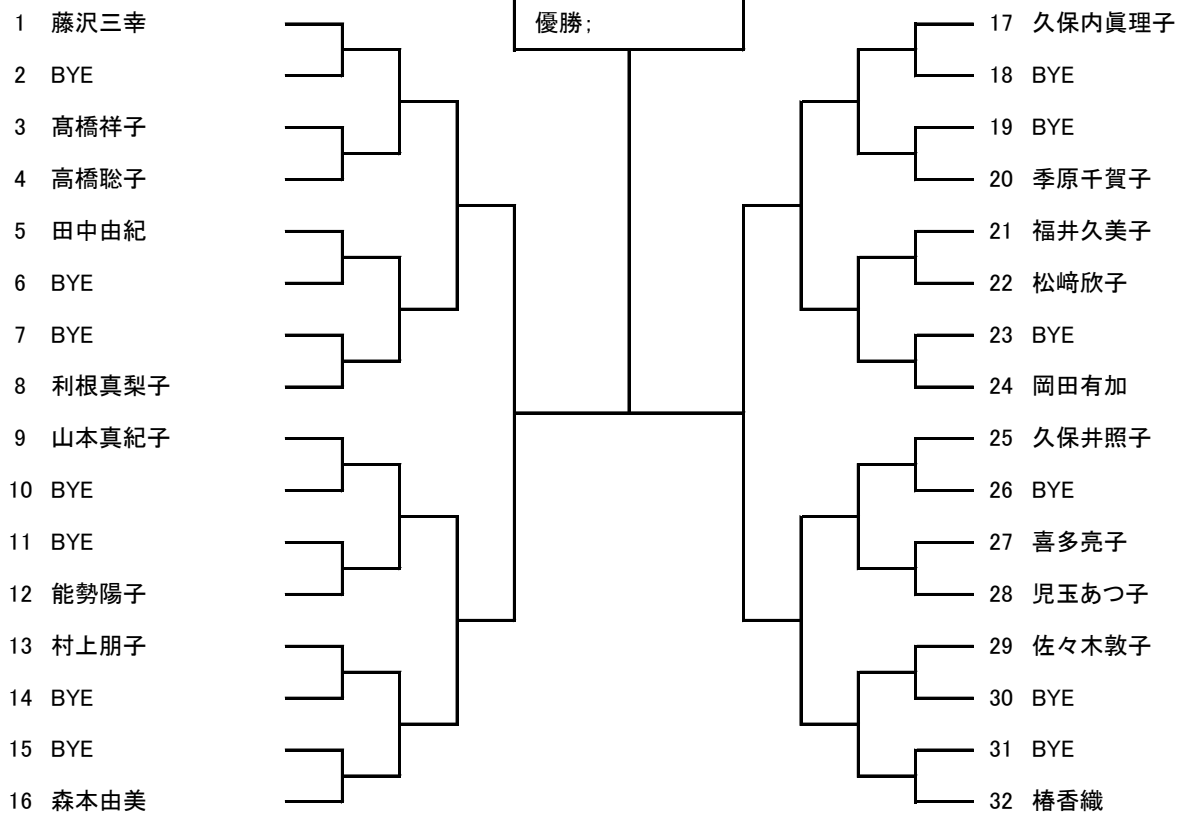 優勝;
1 藤沢三幸
2 BYE
3 髙橋祥子
4 高橋聡子
5 田中由紀
6 BYE
7 BYE
8 利根真梨子
9 山本真紀子
10 BYE
11 BYE
12 能勢陽子
13 村上朋子
14 BYE
15 BYE
16 森本由美
17 久保内眞理子
18 BYE
19 BYE
20 季原千賀子
21 福井久美子
22 松﨑欣子
23 BYE
24 岡田有加
25 久保井照子
26 BYE
27 喜多亮子
28 児玉あつ子
29 佐々木敦子
30 BYE
31 BYE
32 椿香織